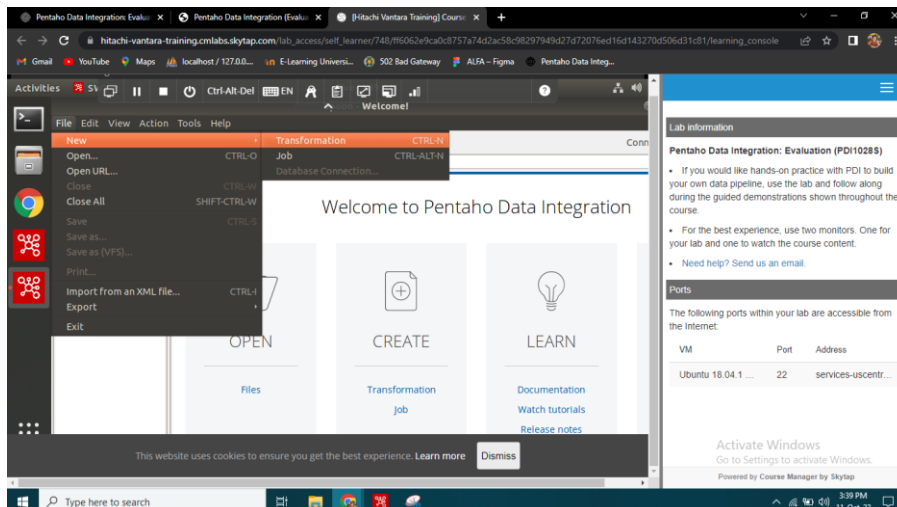 Pentaho Data Integration: Evalu
Pentaho Data Integration (Evalu
[Hitachi Vantara Training] Course
hitachi-vantara-training.cmlabs.skytap.com/lab_access/self_learner/748/ff6062e9ca0c8757a74d2ac58c98297949d27d72076ed16d143270d506d31c81/learning_console
Gmail YouTube Maps localhost / 127.0.0.... E-Learning Universi... 502 Bad Gateway ALFA – Figma Pentaho Data Integ...
Activities Ctrl-Alt-Del EN
Welcome!
File Edit View Action Tools Help
New
Open... CTRL-O
Open URL...
Close CTRL-W
Close All SHIFT-CTRL-W
Save CTRL-S
Save as...
Save as (VFS)...
Print...
Import from an XML file... CTRL-I
Export
Exit
Transformation CTRL-N
Job CTRL-ALT-N
Database Connection...
Conn
Welcome to Pentaho Data Integration
OPEN
Files
CREATE
Transformation
Job
LEARN
Documentation
Watch tutorials
Release notes
This website uses cookies to ensure you get the best experience. Learn more Dismiss
Lab information
Pentaho Data Integration: Evaluation (PDI1028S)
• If you would like hands-on practice with PDI to build
your own data pipeline, use the lab and follow along
during the guided demonstrations shown throughout the
course.
• For the best experience, use two monitors. One for
your lab and one to watch the course content.
• Need help? Send us an email.
Ports
The following ports within your lab are accessible from
the Internet:
VM Port Address
Ubuntu 18.04.1 ... 22 services-uscentr...
Activate Windows
Go to Settings to activate Windows.
Powered by Course Manager by Skytap
Type here to search
3:39 PM